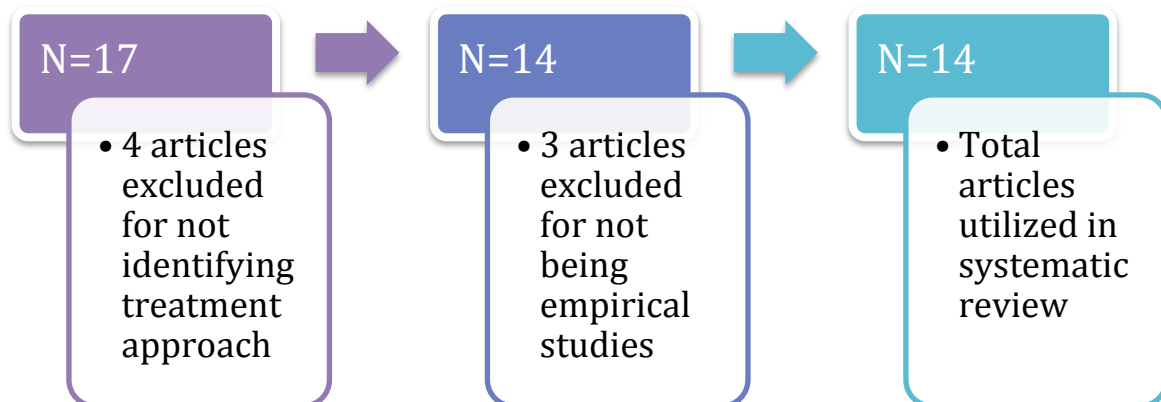 N=17
• 4 articles
excluded
for not
identifying
treatment
approach
N=14
• 3 articles
excluded
for not
being
empirical
studies
N=14
• Total
articles
utilized in
systematic
review